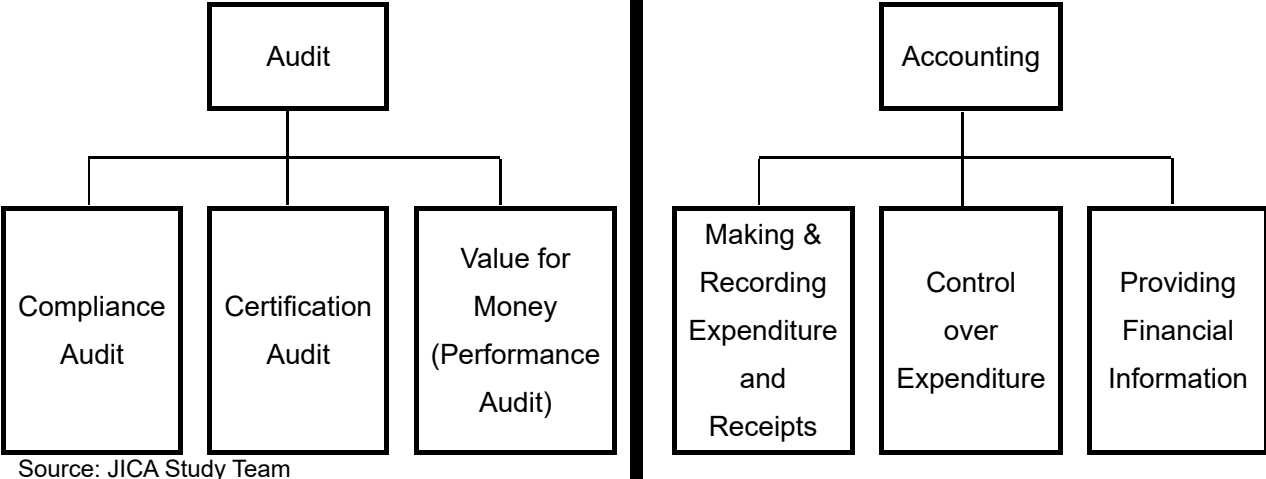 Audit
Compliance
Audit
Certification
Audit
Value for
Money
(Performance
Audit)
Accounting
Making &
Recording
Expenditure
and
Receipts
Control
over
Expenditure
Providing
Financial
Information
Source: JICA Study Team